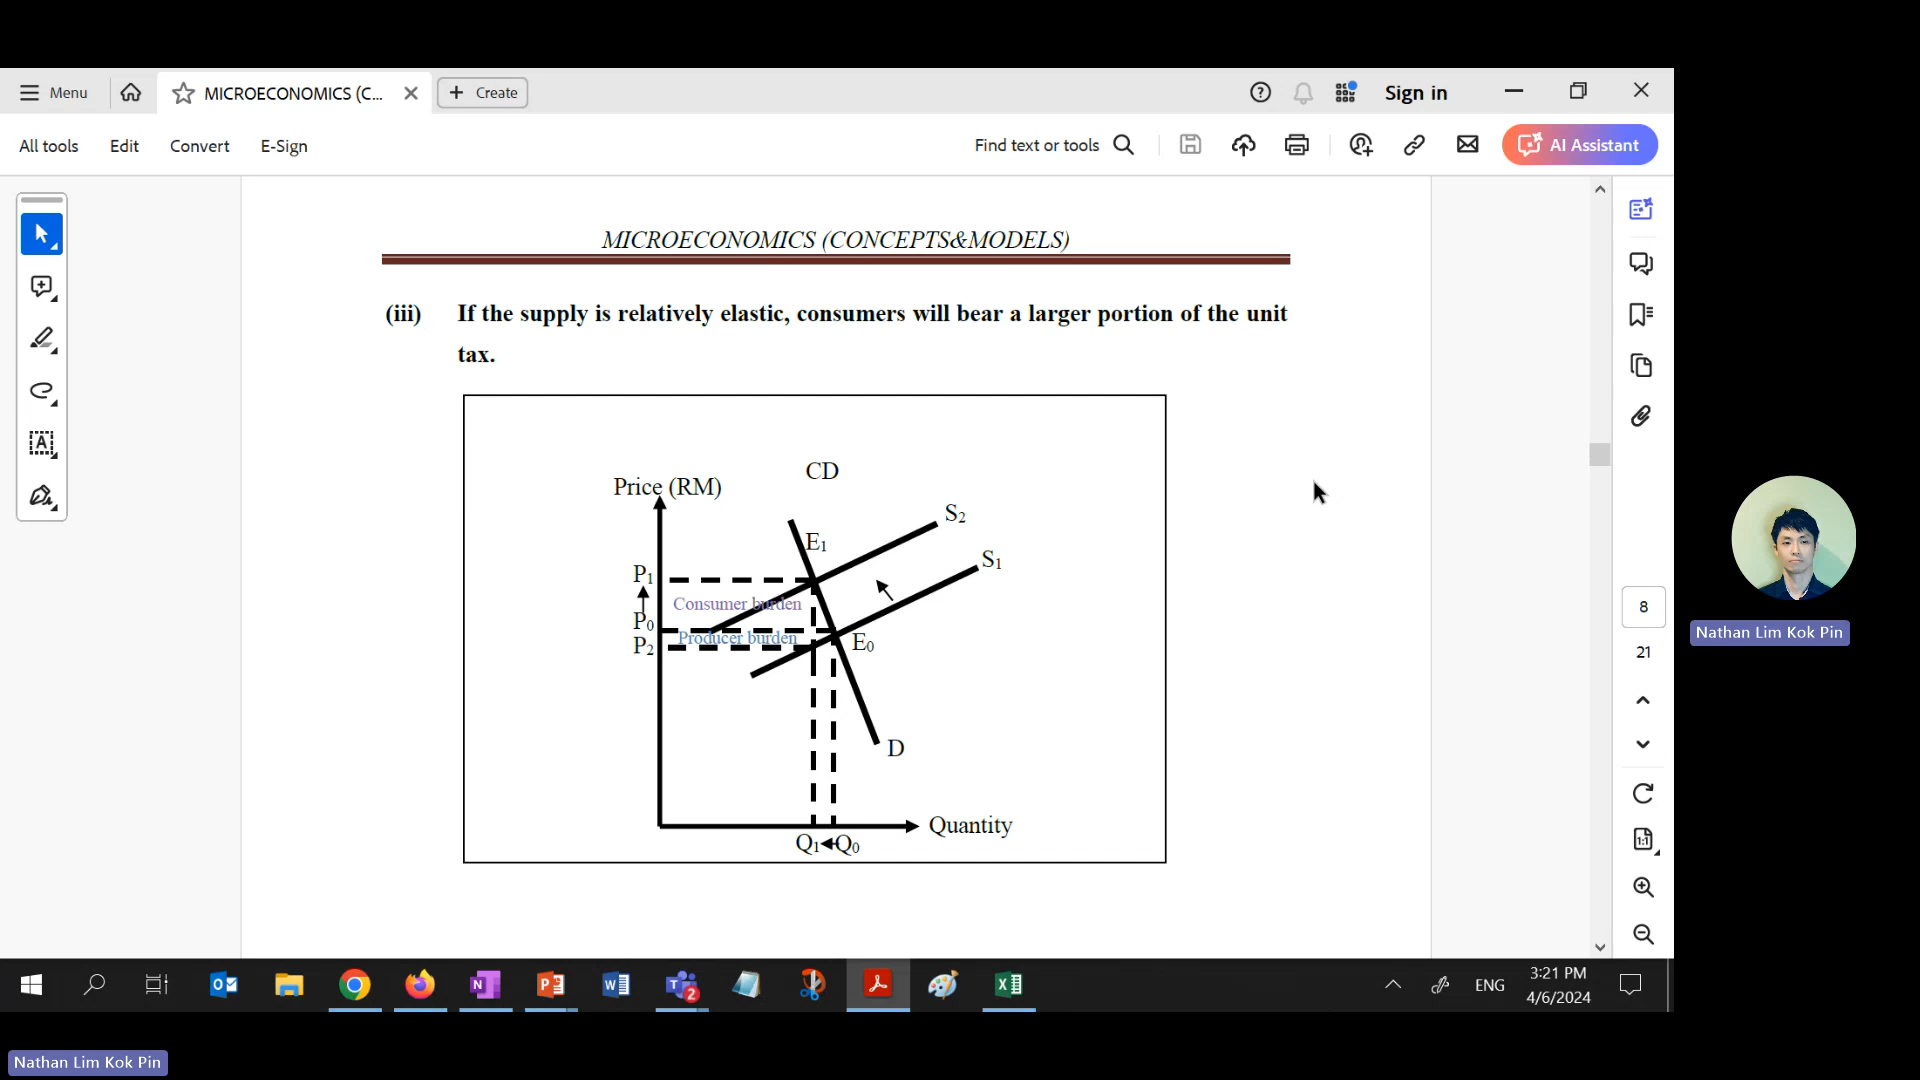 Menu
MICROECONOMICS (C...
Create
Sign in
All tools
Edit
Convert
E-Sign
Find text or tools
AI Assistant
MICROECONOMICS (CONCEPTS&MODELS)
(iii) If the supply is relatively elastic, consumers will bear a larger portion of the unit
tax.
CD
Price (RM)
S2
E1
S1
P1
Consumer burden
P0
Producer burden
P2
E0
D
Quantity
Q1 Q0
8
21
1:1
Nathan Lim Kok Pin
2
ENG
3:21 PM
4/6/2024
Nathan Lim Kok Pin